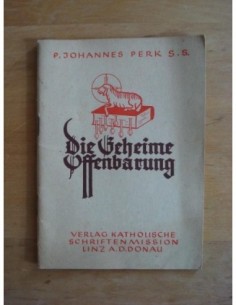 P. JOHANNES PERK S.S.
Die Geheime
Offenbarung
VERLAG KATHOLISCHE
SCHRIFTENMISSION
LINZ A.D.DONAU